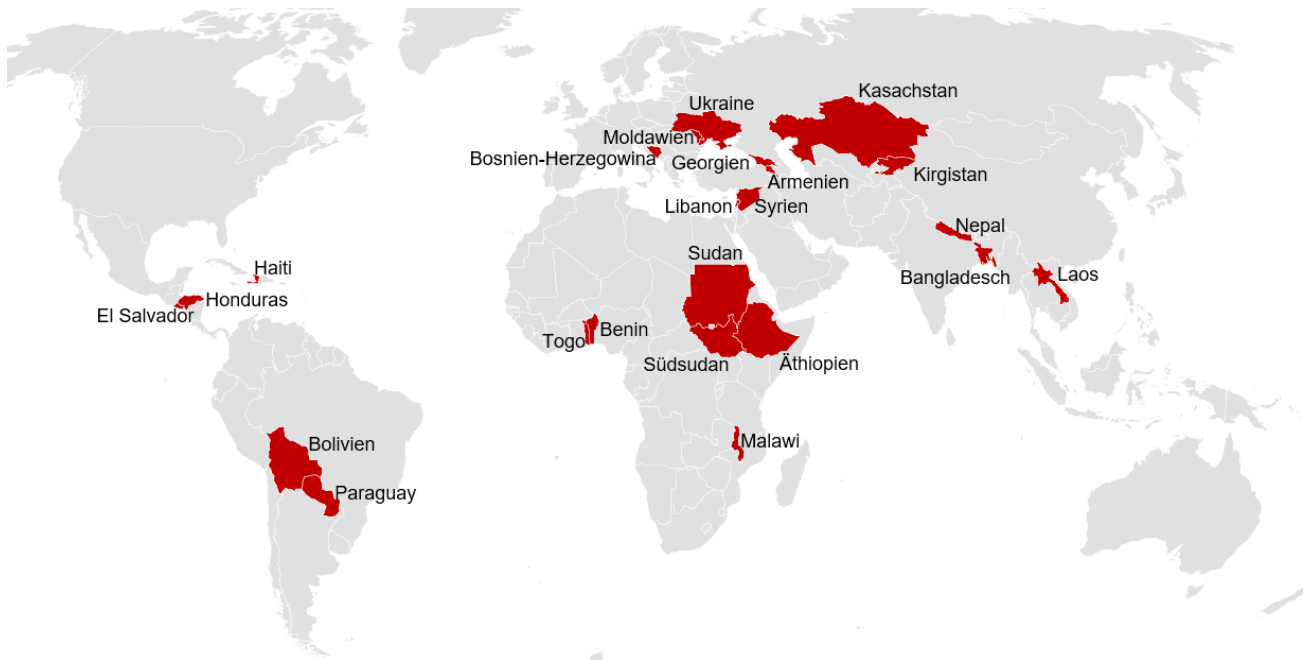 Kasachstan
Ukraine
Moldawien
Bosnien-Herzegowina
Georgien
Kirgistan
Armenien
Libanon
Syrien
Nepal
Sudan
Haiti
Bangladesch
Laos
Honduras
El Salvador
Benin
Togo
Südsudan
Äthiopien
Malawi
Bolivien
Paraguay